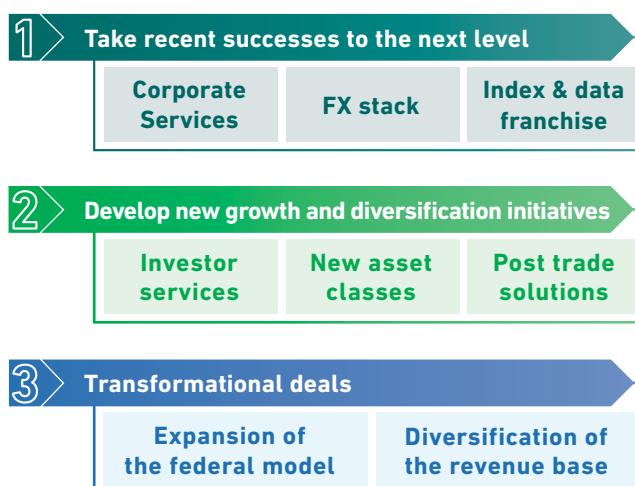 1 Take recent successes to the next level
Corporate
Services
FX stack
Index & data
franchise
2 Develop new growth and diversification initiatives
Investor
services
New asset
classes
Post trade
solutions
3 Transformational deals
Expansion of
the federal model
Diversification of
the revenue base